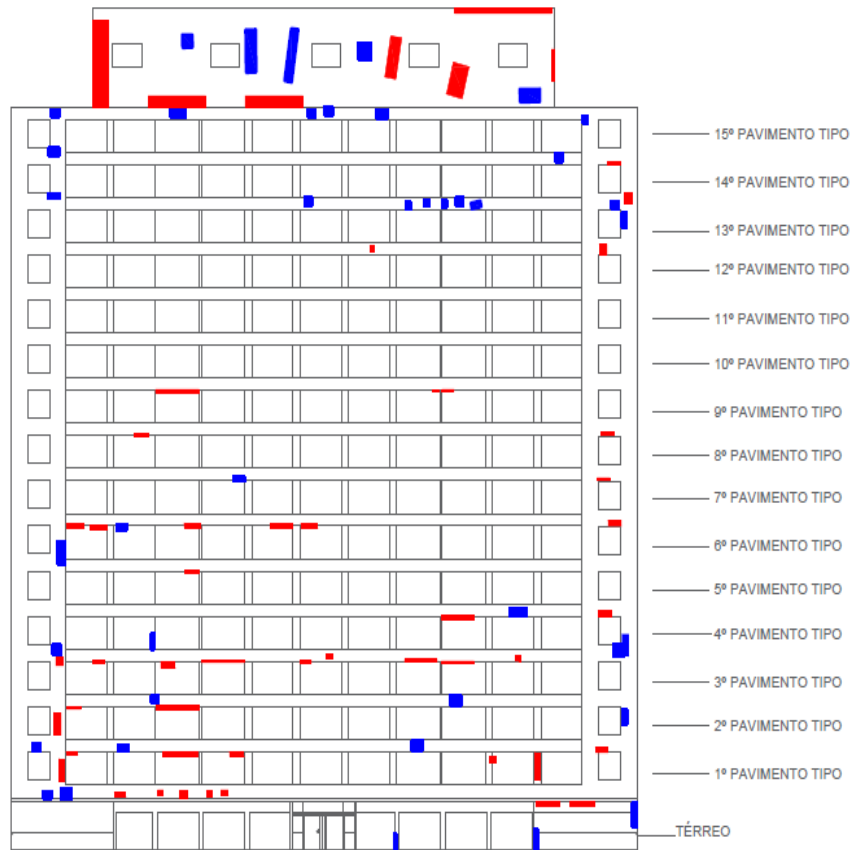 15º PAVIMENTO TIPO
14º PAVIMENTO TIPO
13º PAVIMENTO TIPO
12º PAVIMENTO TIPO
11º PAVIMENTO TIPO
10º PAVIMENTO TIPO
9º PAVIMENTO TIPO
8º PAVIMENTO TIPO
7º PAVIMENTO TIPO
6º PAVIMENTO TIPO
5º PAVIMENTO TIPO
4º PAVIMENTO TIPO
3º PAVIMENTO TIPO
2º PAVIMENTO TIPO
1º PAVIMENTO TIPO
TÉRREO